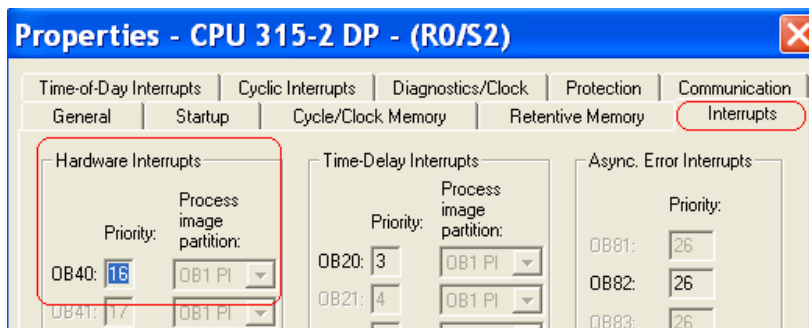 Properties - CPU 315-2 DP - (R0/S2)
Time-of-Day Interrupts Cyclic Interrupts Diagnostics/Clock Protection Communication
General Startup Cycle/Clock Memory Retentive Memory Interrupts
Hardware Interrupts Time-Delay Interrupts Async. Error Interrupts
Priority: Process image partition: Priority: Process image partition: Priority:
OB40: 16 OB1 PI OB20: 3 OB1 PI OB81: 26
OB41: 17 OB1 PI OB21: 4 OB1 PI OB82: 26
OB83: 26